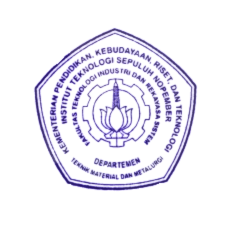 KEMENTERIAN PENDIDIKAN, KEBUDAYAAN, RISET, DAN TEKNOLOGI
INSTITUT TEKNOLOGI SEPULUH NOPEMBER
FAKULTAS TEKNOLOGI INDUSTRI DAN REKAYASA SISTEM
DEPARTEMEN
TEKNIK MATERIAL DAN METALURGI